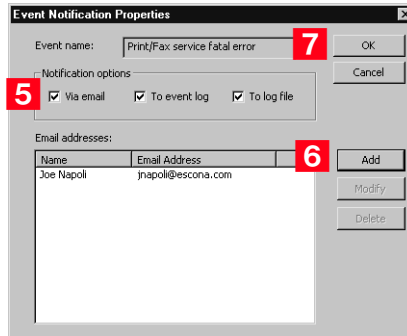 Event Notification Properties
Event name: Print/Fax service fatal error 7 OK
Notification options Cancel
5 Via email To event log To log file
Email addresses:
Name Email Address 6 Add
Joe Napoli jnapoli@escona.com Modify
Delete